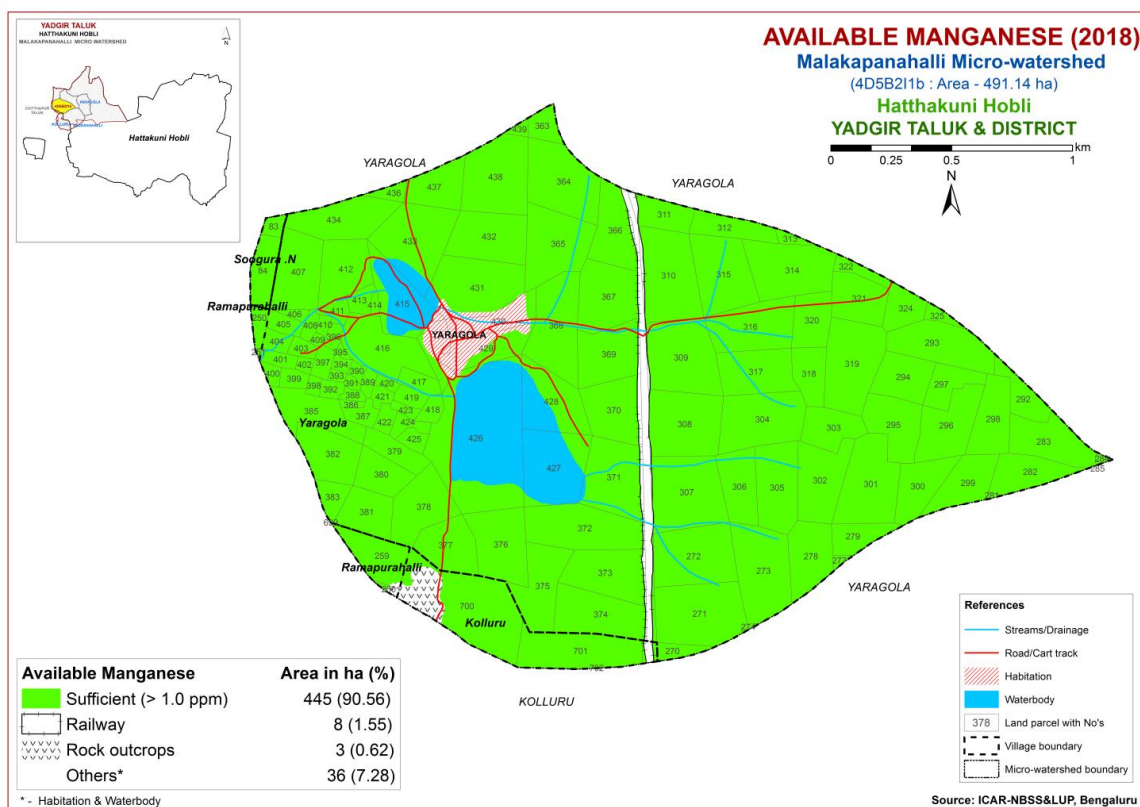 YADGIR TALUK
HATTHAKUNI HOBLI
MALAKAPANAHALLI MICRO WATERSHED
N
YARAGOLA
KOLLURU
Hattakuni Hobli
AVAILABLE MANGANESE (2018)
Malakapanahalli Micro-watershed
(4D5B2I1b : Area - 491.14 ha)
Hatthakuni Hobli
YADGIR TALUK & DISTRICT
km
0 0.25 0.5 1
N
YARAGOLA
YARAGOLA
439 363
436 437 438 364
83 434 433 432 365 366
311 312 313
Soogura .N
84 407 412 431 367
310 315 314 322
Ramapurahalli
250 405 406 411 413 414 415
321 324 325
404 408 410 409
YARAGOLA
429 368 316 320 293
401 402 403 395 416 369 309 317 318 319 294 297
400 399 397 394 393 390
398 392 391 389 420 417
388 421 419 428 370 292
385 386 387 423 418
Yaragola
422 424 425 426 308 304 303 295 296 298
382 379 427 371 283
380 307 306 305 302 301 300 299 282 285
383 381 378 281
372
259 377 376 373 272 273 278 279
Ramapurahalli
375 374 271
700
Kolluru
701 702 270
YARAGOLA
KOLLURU
Available Manganese Area in ha (%)
Sufficient (> 1.0 ppm) 445 (90.56)
Railway 8 (1.55)
Rock outcrops 3 (0.62)
Others* 36 (7.28)
* - Habitation & Waterbody
References
Streams/Drainage
Road/Cart track
Habitation
Waterbody
378 Land parcel with No's
Village boundary
Micro-watershed boundary
Source: ICAR-NBSS&LUP, Bengaluru